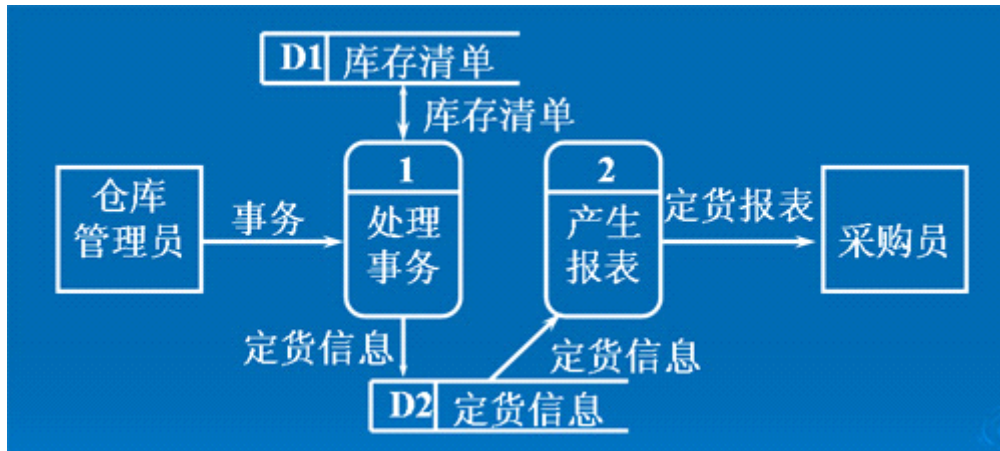 D1 库存清单
库存清单
1
2
仓库
管理员
事务
处理
事务
产生
报表
定货报表
采购员
定货信息
定货信息
D2 定货信息